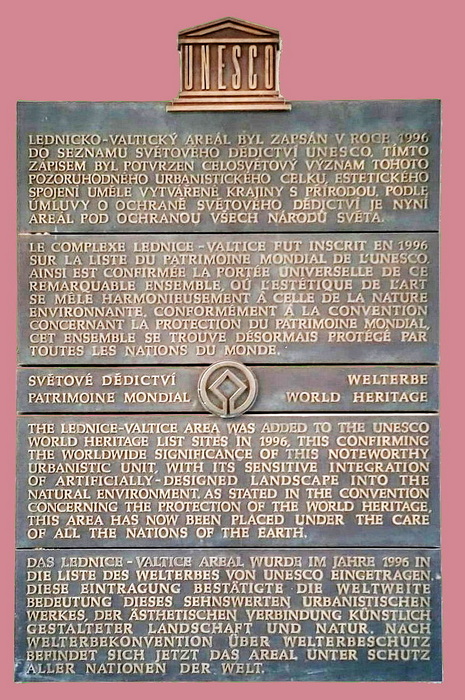 UNESCO
LEDNICKO-VALTICKÝ AREÁL BYL ZAPSÁN V ROCE 1996
DO SEZNAMU SVĚTOVÉHO DĚDICTVÍ UNESCO. TÍMTO
ZÁPISEM BYL POTVRZEN CELOSVĚTOVÝ VÝZNAM TOHOTO
POZORUHODNÉHO URBANISTICKÉHO CELKU, ESTETICKÉHO
SPOJENÍ UMĚLE VYTVÁŘENÉ KRAJINY S PŘÍRODOU. PODLE
ÚMLUVY O OCHRANĚ SVĚTOVÉHO DĚDICTVÍ JE NYNÍ
AREÁL POD OCHRANOU VŠECH NÁRODŮ SVĚTA.
LE COMPLEXE LEDNICE - VALTICE FUT INSCRIT EN 1996
SUR LA LISTE DU PATRIMOINE MONDIAL DE L'UNESCO
AINSI EST CONFIRMÉE LA PORTÉE UNIVERSELLE DE CE
REMARQUABLE ENSEMBLE, OÚ L'ESTÉTIQUE DE L'ART
SE MÊLE HARMONIEUSEMENT À CELLE DE LA NATURE
ENVIRONNANTE. CONFORMÉMENT À LA CONVENTION
CONCERNANT LA PROTECTION DU PATRIMOINE MONDIAL,
CET ENSEMBLE SE TROUVE DÉSORMAIS PROTÉGÉ PAR
TOUTES LES NATIONS DU MONDE.
SVĚTOVÉ DĚDICTVÍ WELTERBE
PATRIMOINE MONDIAL WORLD HERITAGE
THE LEDNICE-VALTICE AREA WAS ADDED TO THE UNESCO
WORLD HERITAGE LIST SITES IN 1996, THIS CONFIRMING
THE WORLDWIDE SIGNIFICANCE OF THIS NOTEWORTHY
URBANISTIC UNIT, WITH ITS SENSITIVE INTEGRATION
OF ARTIFICIALLY-DESIGNED LANDSCAPE INTO THE
NATURAL ENVIRONMENT. AS STATED IN THE CONVENTION
CONCERNING THE PROTECTION OF THE WORLD HERITAGE,
THIS AREA HAS NOW BEEN PLACED UNDER THE CARE
OF ALL THE NATIONS OF THE EARTH.
DAS LEDNICE - VALTICE AREAL WURDE IM JAHRE 1996 IN
DIE LISTE DES WELTERBES VON UNESCO EINGETRAGEN.
DIESE EINTRAGUNG BESTÄTIGTE DIE WELTWEITE
BEDEUTUNG DIESES SEHNSWERTEN URBANISTISCHEN
WERKES, DER ÄSTHETISCHEN VERBINDUNG KÜNSTLICH
GESTALTETER LANDSCHAFT UND NATUR. NACH
WELTERBEKONVENTION ÜBER WELTERBESCHUTZ
BEFINDET SICH JETZT DAS AREAL UNTER SCHUTZ
ALLER NATIONEN DER WELT.